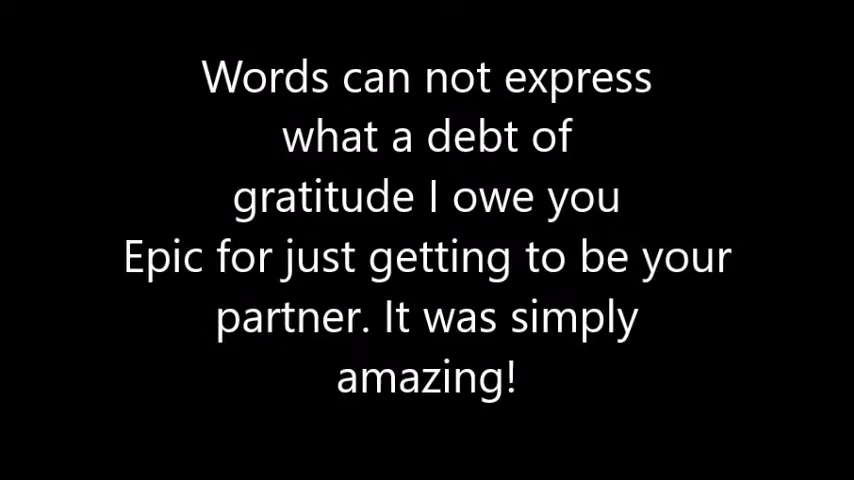 Words can not express
what a debt of
gratitude I owe you
Epic for just getting to be your
partner. It was simply
amazing!